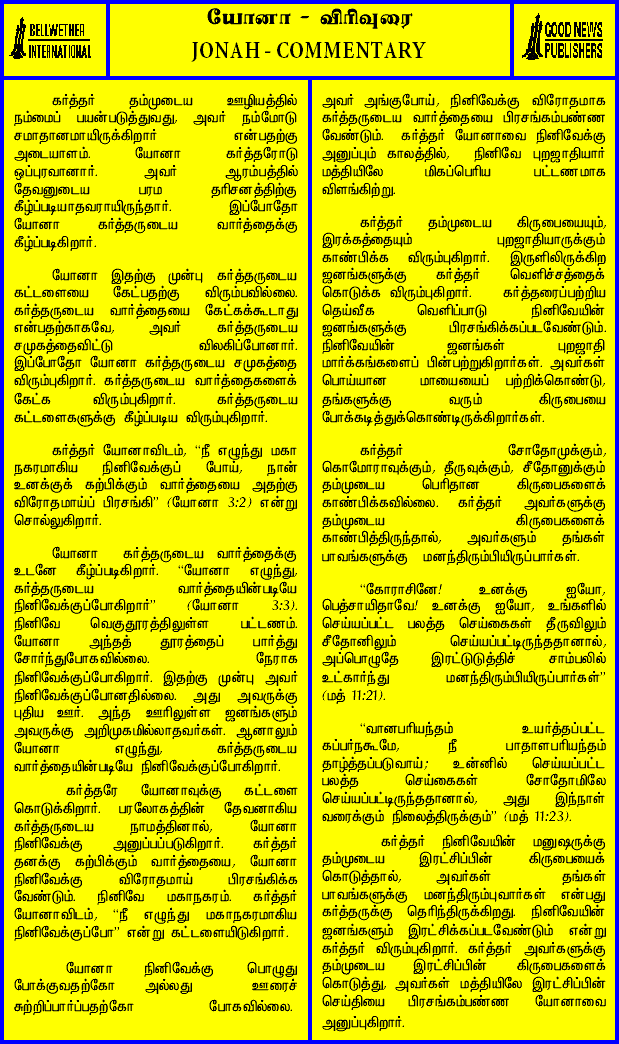 BELLWETHER
INTERNATIONAL
யோனா - விரிவுரை
JONAH - COMMENTARY
GOOD NEWS
PUBLISHERS
கர்த்தர் தம்முடைய ஊழியத்தில்
நம்மைப் பயன்படுத்துவது, அவர் நம்மோடு
சமாதானமாயிருக்கிறார் என்பதற்கு
அடையாளம். யோனா கர்த்தரோடு
ஒப்புரவானார். அவர் ஆரம்பத்தில்
தேவனுடைய பரம தரிசனத்திற்கு
கீழ்ப்படியாதவராயிருந்தார். இப்போதோ
யோனா கர்த்தருடைய வார்த்தைக்கு
கீழ்ப்படிகிறார்.
யோனா இதற்கு முன்பு கர்த்தருடைய
கட்டளையை கேட்பதற்கு விரும்பவில்லை.
கர்த்தருடைய வார்த்தையை கேட்கக்கூடாது
என்பதற்காகவே, அவர் கர்த்தருடைய
சமுகத்தைவிட்டு விலகிப்போனார்.
இப்போதோ யோனா கர்த்தருடைய சமுகத்தை
விரும்புகிறார். கர்த்தருடைய வார்த்தைகளைக்
கேட்க விரும்புகிறார். கர்த்தருடைய
கட்டளைகளுக்கு கீழ்ப்படிய விரும்புகிறார்.
கர்த்தர் யோனாவிடம், “நீ எழுந்து மகா
நகரமாகிய நினிவேக்குப் போய், நான்
உனக்குக் கற்பிக்கும் வார்த்தையை அதற்கு
விரோதமாய்ப் பிரசங்கி” (யோனா 3:2) என்று
சொல்லுகிறார்.
யோனா கர்த்தருடைய வார்த்தைக்கு
உடனே கீழ்ப்படிகிறார். “யோனா எழுந்து,
கர்த்தருடைய வார்த்தையின்படியே
நினிவேக்குப்போகிறார்” (யோனா 3:3).
நினிவே வெகுதூரத்திலுள்ள பட்டணம்.
யோனா அந்தத் தூரத்தைப் பார்த்து
சோர்ந்துபோகவில்லை. நேராக
நினிவேக்குப்போகிறார். இதற்கு முன்பு அவர்
நினிவேக்குப்போனதில்லை. அது அவருக்கு
புதிய ஊர். அந்த ஊரிலுள்ள ஜனங்களும்
அவருக்கு அறிமுகமில்லாதவர்கள். ஆனாலும்
யோனா எழுந்து, கர்த்தருடைய
வார்த்தையின்படியே நினிவேக்குப்போகிறார்.
கர்த்தரே யோனாவுக்கு கட்டளை
கொடுக்கிறார். பரலோகத்தின் தேவனாகிய
கர்த்தருடைய நாமத்தினால், யோனா
நினிவேக்கு அனுப்பப்படுகிறார். கர்த்தர்
தனக்கு கற்பிக்கும் வார்த்தையை, யோனா
நினிவேக்கு விரோதமாய் பிரசங்கிக்க
வேண்டும். நினிவே மகாநகரம். கர்த்தர்
யோனாவிடம், “நீ எழுந்து மகாநகரமாகிய
நினிவேக்குப்போ” என்று கட்டளையிடுகிறார்.
யோனா நினிவேக்கு பொழுது
போக்குவதற்கோ அல்லது ஊரைச்
சுற்றிப்பார்ப்பதற்கோ போகவில்லை.
அவர் அங்குபோய், நினிவேக்கு விரோதமாக
கர்த்தருடைய வார்த்தையை பிரசங்கம்பண்ண
வேண்டும். கர்த்தர் யோனாவை நினிவேக்கு
அனுப்பும் காலத்தில், நினிவே புறஜாதியார்
மத்தியிலே மிகப்பெரிய பட்டணமாக
விளங்கிற்று.
கர்த்தர் தம்முடைய கிருபையையும்,
இரக்கத்தையும் புறஜாதியாருக்கும்
காண்பிக்க விரும்புகிறார். இருளிலிருக்கிற
ஜனங்களுக்கு கர்த்தர் வெளிச்சத்தைக்
கொடுக்க விரும்புகிறார். கர்த்தரைப்பற்றிய
தெய்வீக வெளிப்பாடு நினிவேயின்
ஜனங்களுக்கு பிரசங்கிக்கப்படவேண்டும்.
நினிவேயின் ஜனங்கள் புறஜாதி
மார்க்கங்களைப் பின்பற்றுகிறார்கள். அவர்கள்
பொய்யான மாயையைப் பற்றிக்கொண்டு,
தங்களுக்கு வரும் கிருபையை
போக்கடித்துக்கொண்டிருக்கிறார்கள்.
கர்த்தர் சோதோமுக்கும்,
கொமோராவுக்கும், தீருவுக்கும், சீதோனுக்கும்
தம்முடைய பெரிதான கிருபைகளைக்
காண்பிக்கவில்லை. கர்த்தர் அவர்களுக்கு
தம்முடைய கிருபைகளைக்
காண்பித்திருந்தால், அவர்களும் தங்கள்
பாவங்களுக்கு மனந்திரும்பியிருப்பார்கள்.
“கோராசினே! உனக்கு ஐயோ,
பெத்சாயிதாவே! உனக்கு ஐயோ, உங்களில்
செய்யப்பட்ட பலத்த செய்கைகள் தீருவிலும்
சீதோனிலும் செய்யப்பட்டிருந்ததானால்,
அப்பொழுதே இரட்டுடுத்திச் சாம்பலில்
உட்கார்ந்து மனந்திரும்பியிருப்பார்கள்”
(மத் 11:21).
“வானபரியந்தம் உயர்த்தப்பட்ட
கப்பர்நகூமே, நீ பாதாளபரியந்தம்
தாழ்த்தப்படுவாய்; உன்னில் செய்யப்பட்ட
பலத்த செய்கைகள் சோதோமிலே
செய்யப்பட்டிருந்ததானால், அது இந்நாள்
வரைக்கும் நிலைத்திருக்கும்” (மத் 11:23).
கர்த்தர் நினிவேயின் மனுஷருக்கு
தம்முடைய இரட்சிப்பின் கிருபையைக்
கொடுத்தால், அவர்கள் தங்கள்
பாவங்களுக்கு மனந்திரும்புவார்கள் என்பது
கர்த்தருக்கு தெரிந்திருக்கிறது. நினிவேயின்
ஜனங்களும் இரட்சிக்கப்படவேண்டும் என்று
கர்த்தர் விரும்புகிறார். கர்த்தர் அவர்களுக்கு
தம்முடைய இரட்சிப்பின் கிருபைகளைக்
கொடுத்து, அவர்கள் மத்தியிலே இரட்சிப்பின்
செய்தியை பிரசங்கம்பண்ண யோனாவை
அனுப்புகிறார்.